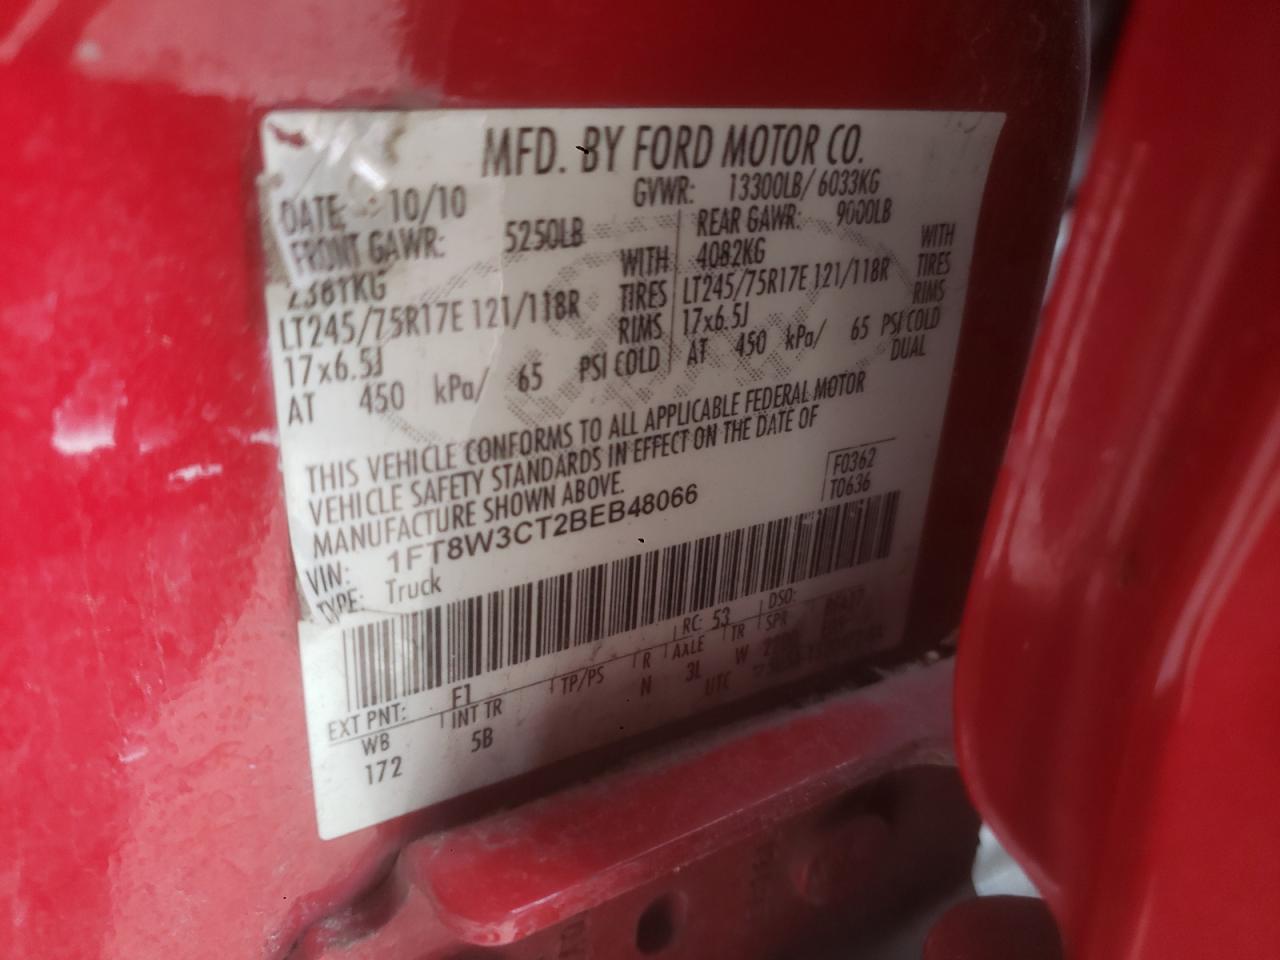 MFD. BY FORD MOTOR CO.
DATE: 10/10 GVWR: 13300LB/ 6033KG
FRONT GAWR: 5250LB REAR GAWR: 9000LB
2381KG WITH 4082KG WITH
LT245/75R17E 121/118R TIRES LT245/75R17E 121/118R TIRES
17x6.5J RIMS 17x6.5J RIMS
AT 450 kPa/ 65 PSI COLD AT 450 kPa/ 65 PSI COLD
DUAL
THIS VEHICLE CONFORMS TO ALL APPLICABLE FEDERAL MOTOR
VEHICLE SAFETY STANDARDS IN EFFECT ON THE DATE OF
MANUFACTURE SHOWN ABOVE.
F0362
T0636
VIN: 1FT8W3CT2BEB48066
TYPE: Truck
EXT PNT: F1 RC: 53 DSO:
WB INT TR TP/PS R AXLE TR SPR
172 5B N 3L W
UTC